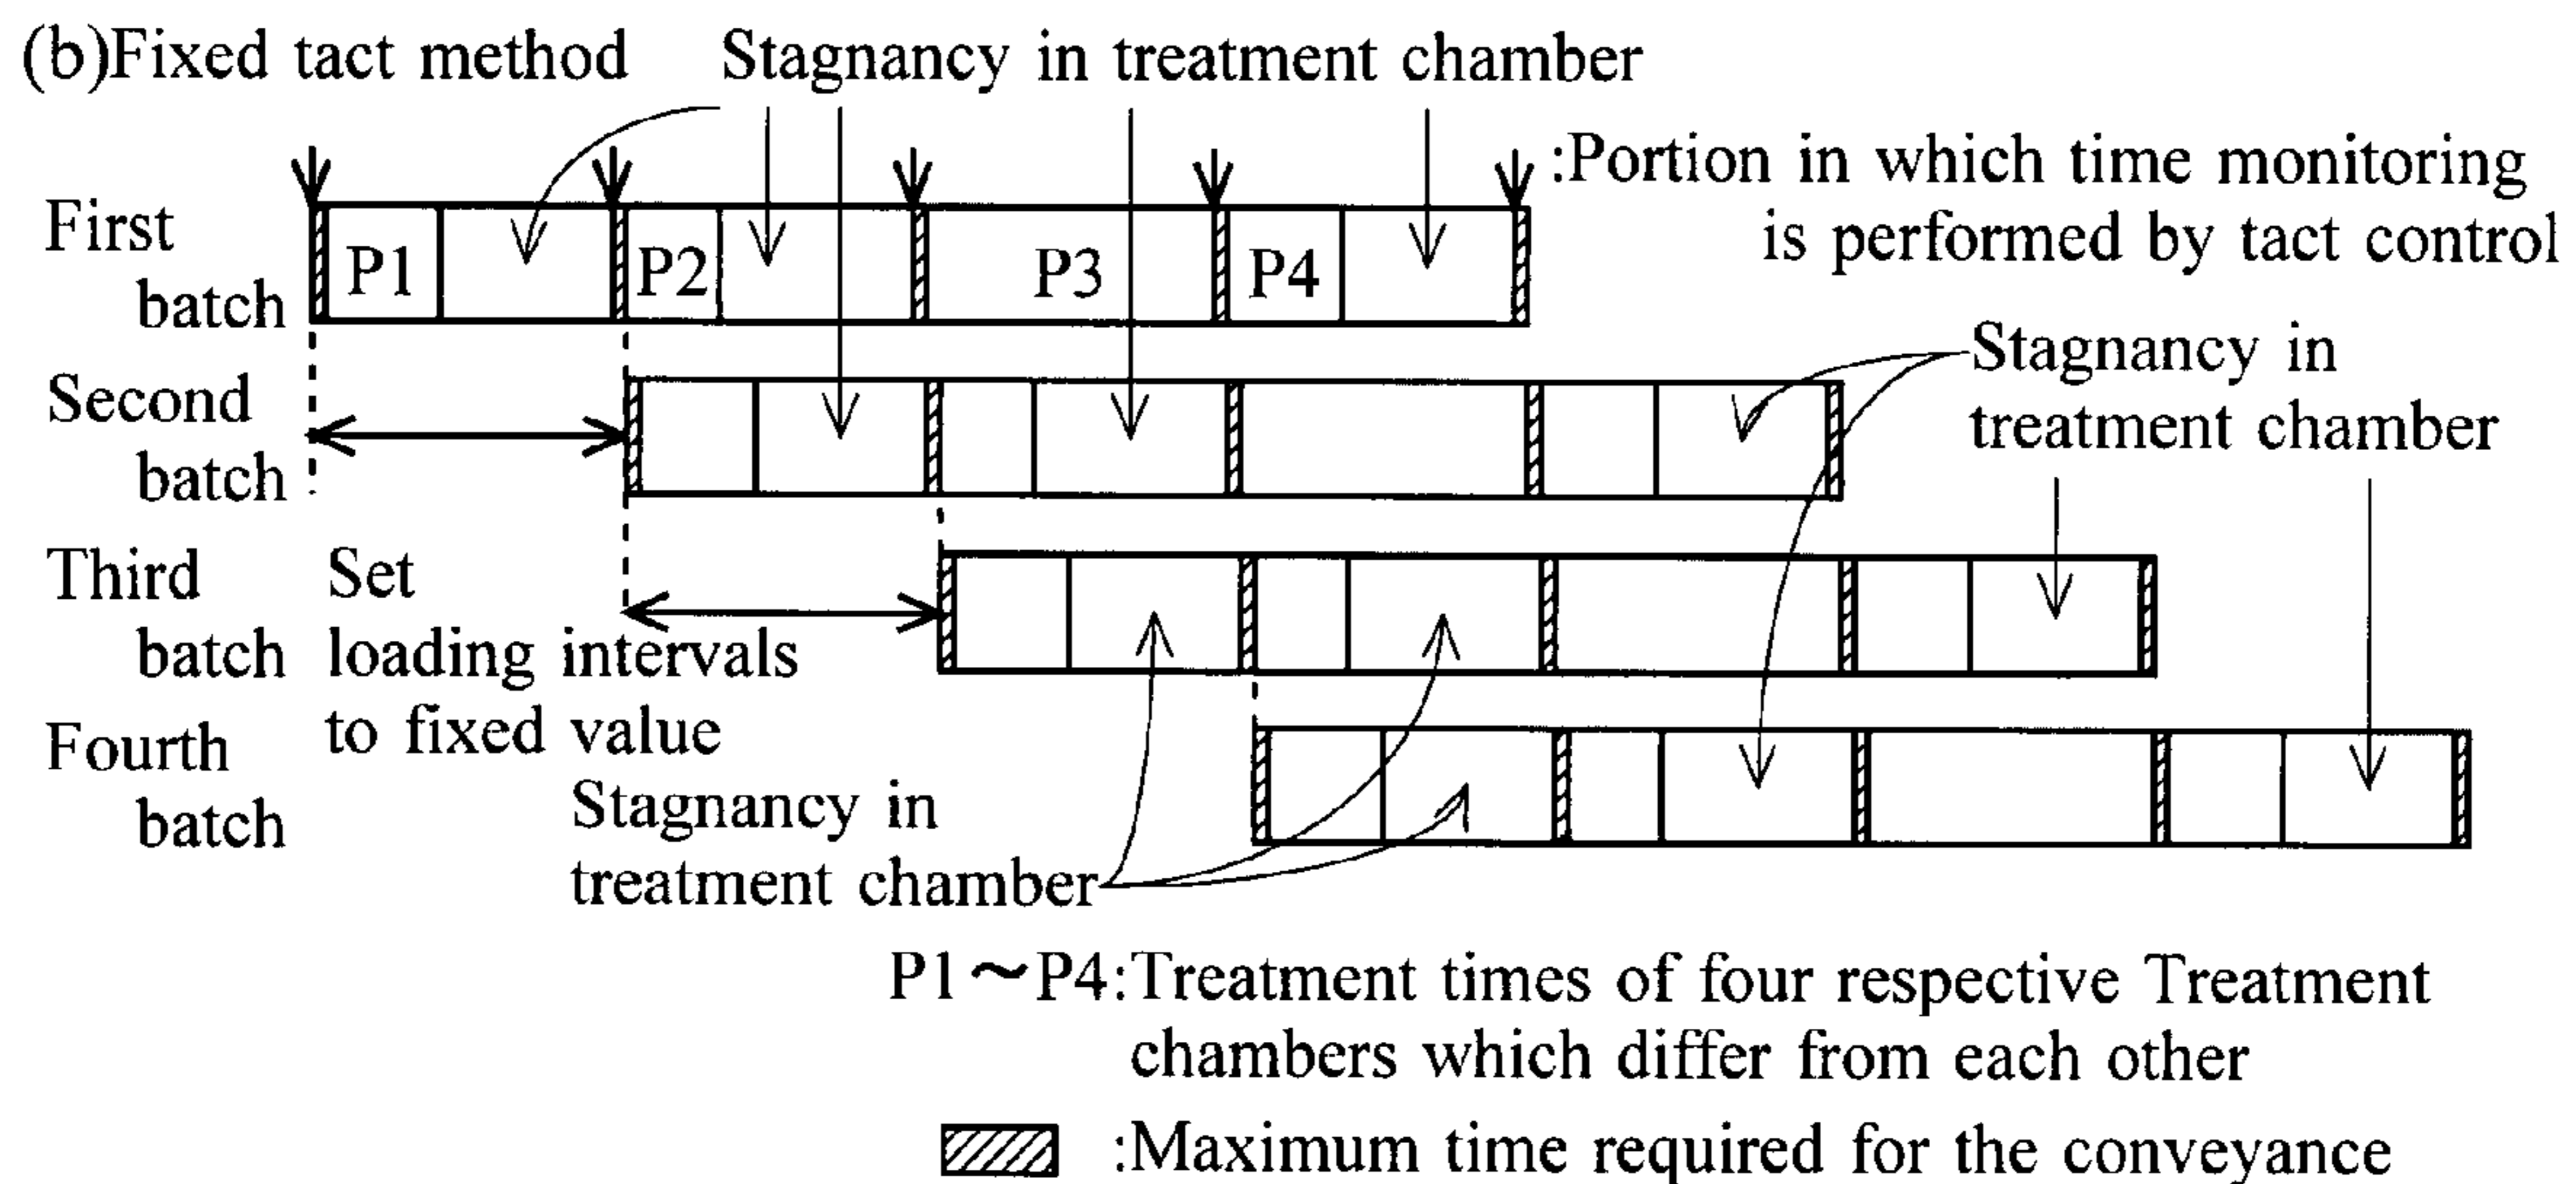 (b)Fixed tact method Stagnancy in treatment chamber
:Portion in which time monitoring
is performed by tact control
First
batch
P1 P2 P3 P4
Stagnancy in
treatment chamber
Second
batch
Third
batch
Set
loading intervals
to fixed value
Fourth
batch
Stagnancy in
treatment chamber
P1~P4:Treatment times of four respective Treatment
chambers which differ from each other
:Maximum time required for the conveyance